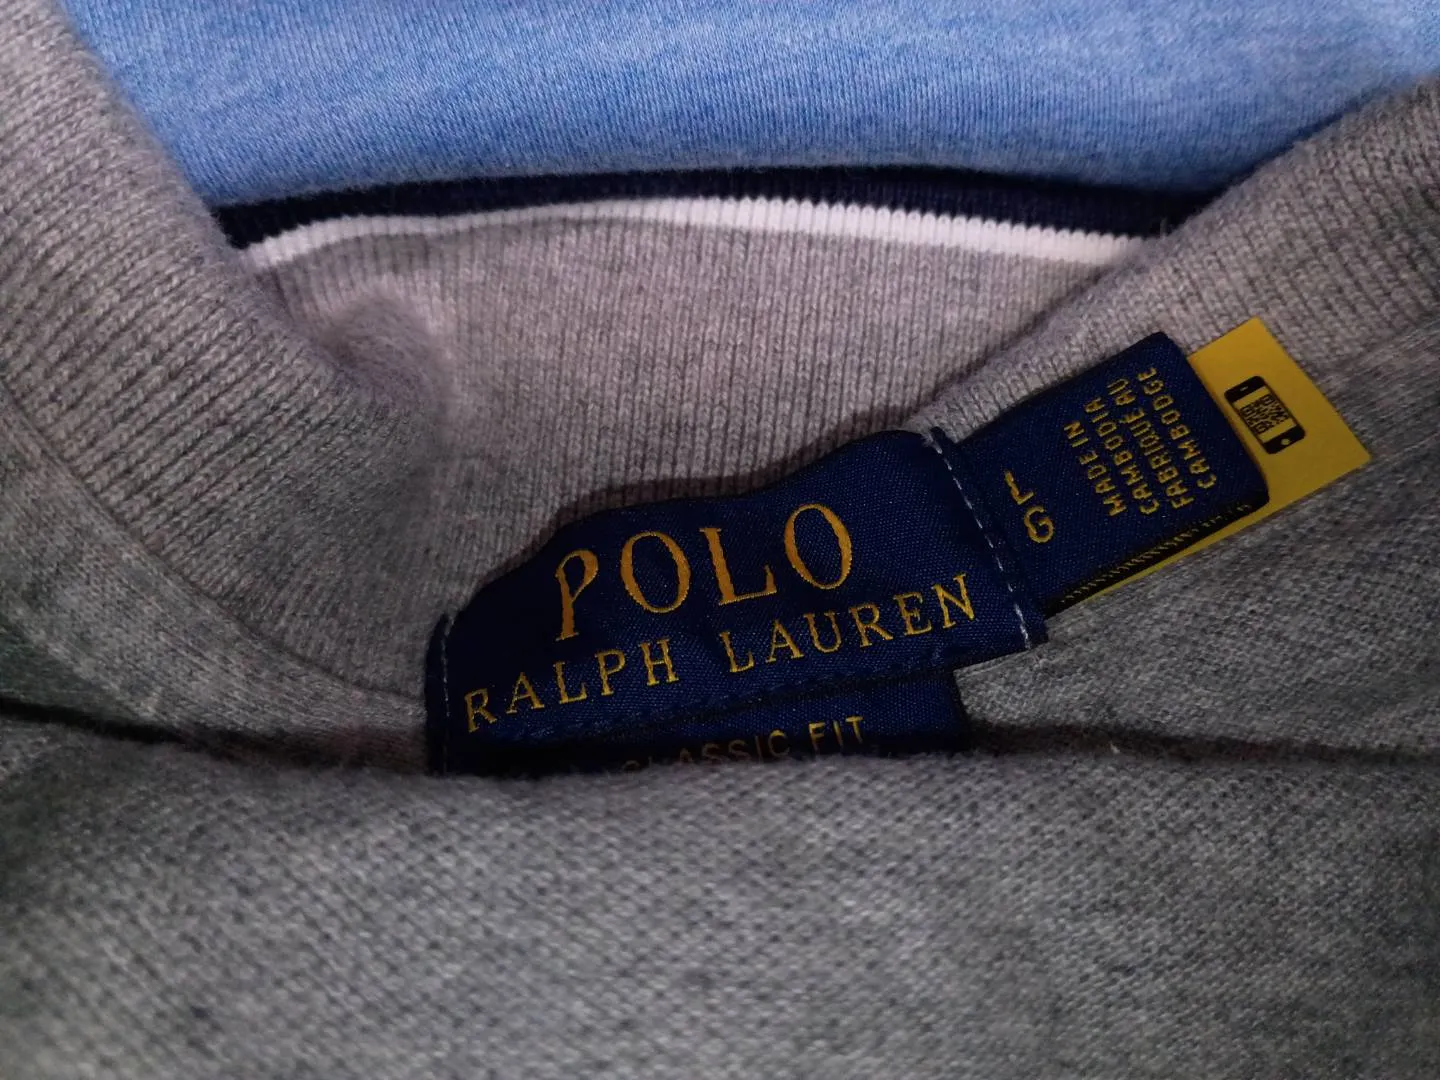 POLO
RALPH LAUREN
CLASSIC FIT
L
G
MADE IN
CAMBODIA
FABRIQUÉ AU
CAMBODGE